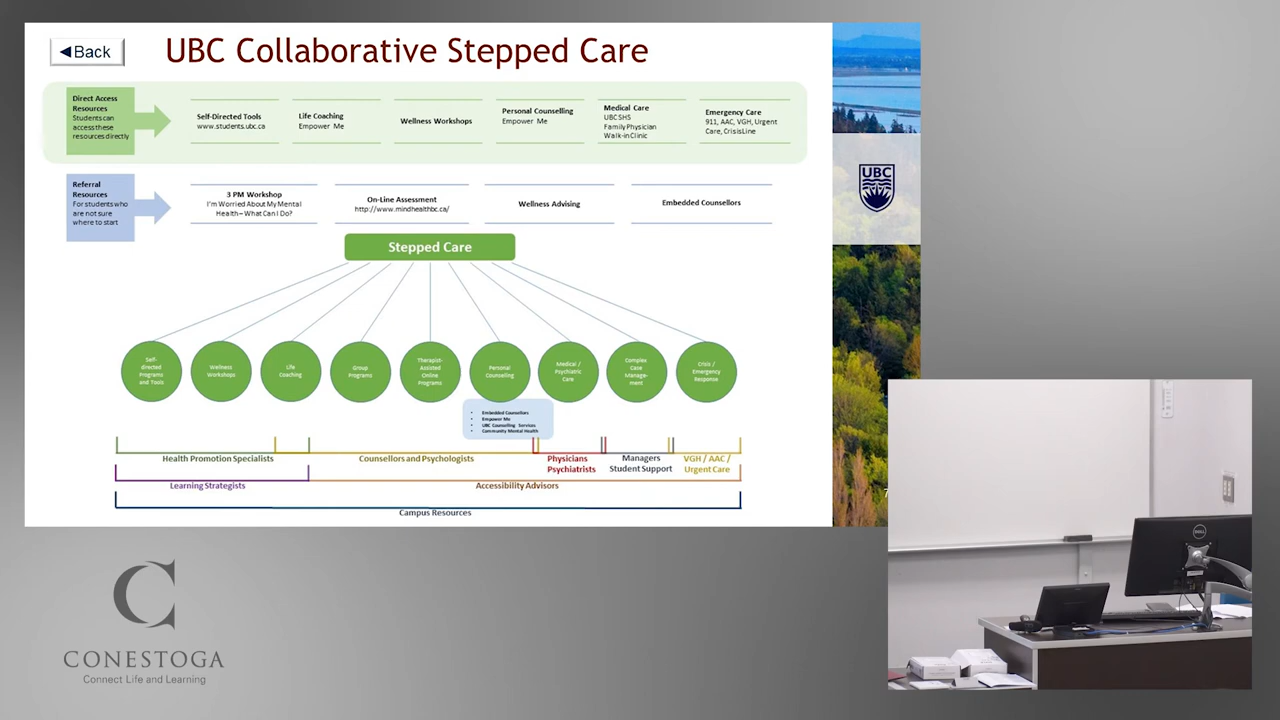 ◄Back
UBC Collaborative Stepped Care
Direct Access
Resources
Students can
access these
resources directly
Self-Directed Tools
www.students.ubc.ca
Life Coaching
Empower Me
Wellness Workshops
Personal Counselling
Empower Me
Medical Care
UBC SHS
Family Physician
Walk-in Clinic
Emergency Care
911, AAC, VGH, Urgent
Care, CrisisLine
UBC
Referral
Resources
For students who
are not sure
where to start
3 PM Workshop
I'm Worried About My Mental
Health – What Can I Do?
On-Line Assessment
http://www.mindhealthbc.ca/
Wellness Advising
Embedded Counsellors
Stepped Care
Self-
directed
Programs
and Tools
Wellness
Workshops
Life
Coaching
Group
Programs
Therapist-
Assisted
Online
Programs
Personal
Counseling
Medical /
Psychiatric
Care
Complex
Case
Manage-
ment
Crisis /
Emergency
Response
• Embedded Counsellors
• Empower Me
• UBC Counseling Services
• Community Mental Health
Health Promotion Specialists
Counsellors and Psychologists
Physicians
Psychiatrists
Managers
Student Support
VGH / AAC /
Urgent Care
Learning Strategists
Accessibility Advisors
Campus Resources
7
DELL
C
CONESTOGA
Connect Life and Learning